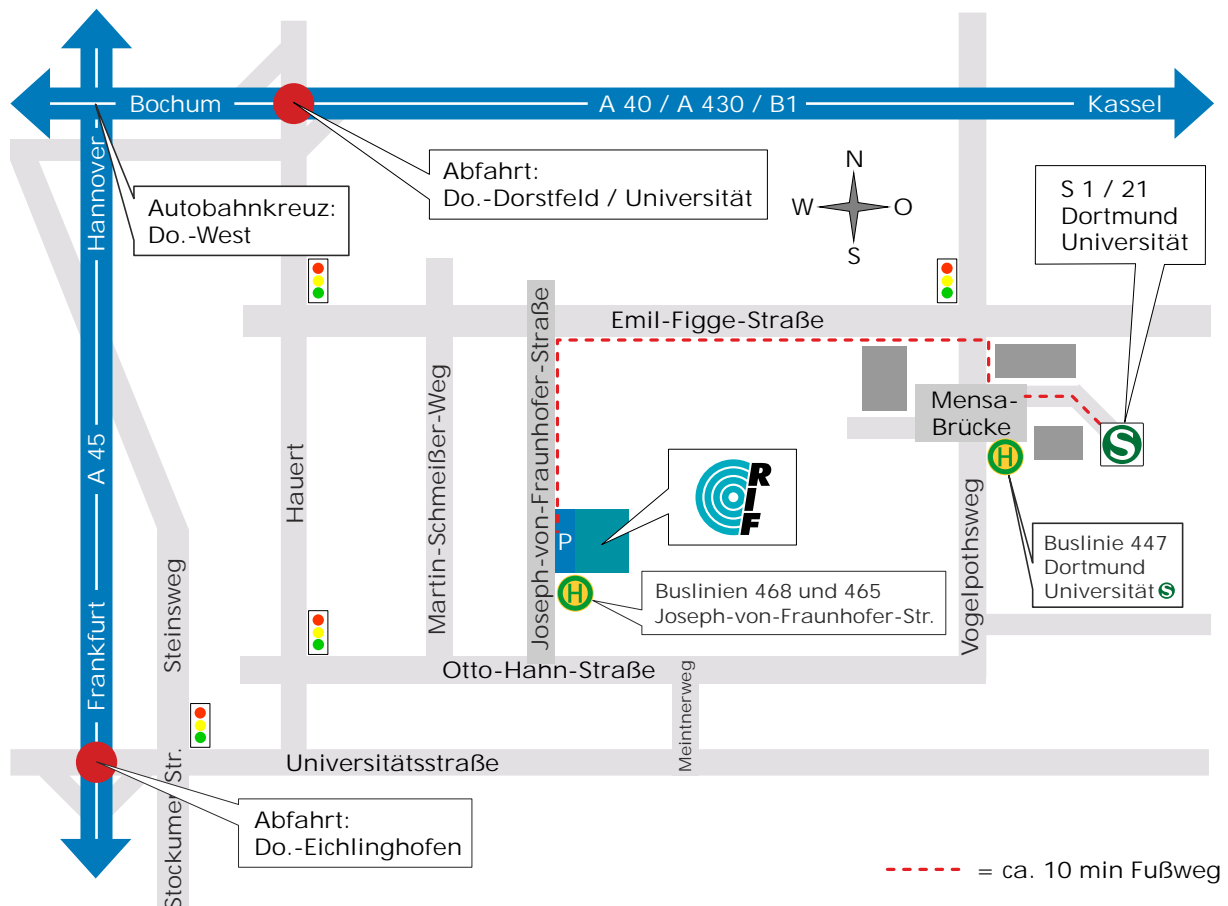 Bochum
A 40 / A 430 / B1
Kassel
Hannover
Abfahrt:
Do.-Dorstfeld / Universität
Autobahnkreuz:
Do.-West
N
W
O
S
S 1 / 21
Dortmund
Universität
Emil-Figge-Straße
Joseph-von-Fraunhofer-Straße
Martin-Schmeißer-Weg
Hauert
A 45
Frankfurt
Steinsweg
Mensa-
Brücke
H
S
RIF
P
H
Buslinien 468 und 465
Joseph-von-Fraunhofer-Str.
Vogelpothsweg
Buslinie 447
Dortmund
Universität S
Otto-Hahn-Straße
Meintnerweg
Universitätsstraße
Stockumer Str.
Abfahrt:
Do.-Eichlinghofen
= ca. 10 min Fußweg